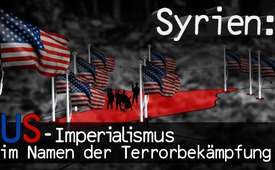 Syrien:
US-Imperialismus
im Namen der Terrorbekämpfung